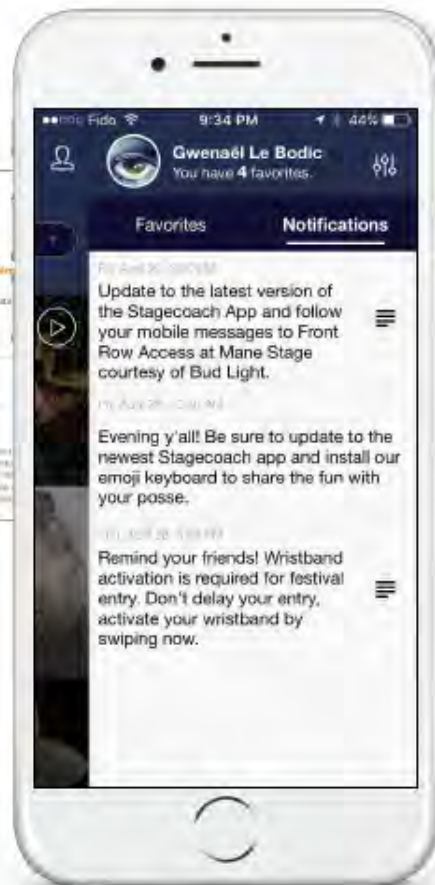 Fido 9:34 PM 44%
Gwenaël Le Bodic
You have 4 favorites.
Favorites Notifications
Update to the latest version of
the Stagecoach App and follow
your mobile messages to Front
Row Access at Mane Stage
courtesy of Bud Light.
Evening y'all! Be sure to update to the
newest Stagecoach app and install our
emoji keyboard to share the fun with
your posse.
Remind your friends! Wristband
activation is required for festival
entry. Don't delay your entry,
activate your wristband by
swiping now.